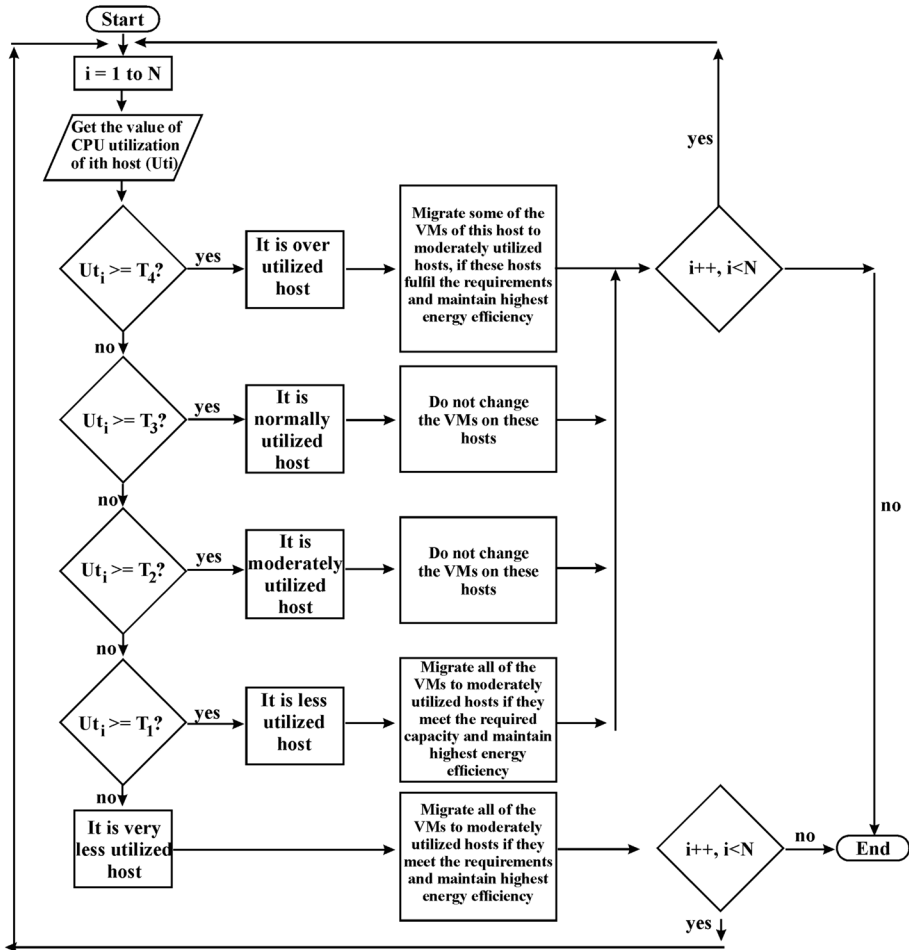 Start
i = 1 to N
Get the value of
CPU utilization
of ith host (Uti)
Ut i >= T4?
yes
It is over
utilized
host
Migrate some of the
VMs of this host to
moderately utilized
hosts, if these hosts
fulfil the requirements
and maintain highest
energy efficiency
i++, i<N
yes
no
no
Ut i >= T3?
yes
It is
normally
utilized
host
Do not change
the VMs on these
hosts
no
Ut i >= T2?
yes
It is
moderately
utilized
host
Do not change
the VMs on these
hosts
no
Ut i >= T1?
yes
It is less
utilized
host
Migrate all of the
VMs to moderately
utilized hosts if they
meet the required
capacity and maintain
highest energy
efficiency
no
It is very
less utilized
host
Migrate all of the
VMs to moderately
utilized hosts if they
meet the requirements
and maintain highest
energy efficiency
i++, i<N
no
End
yes